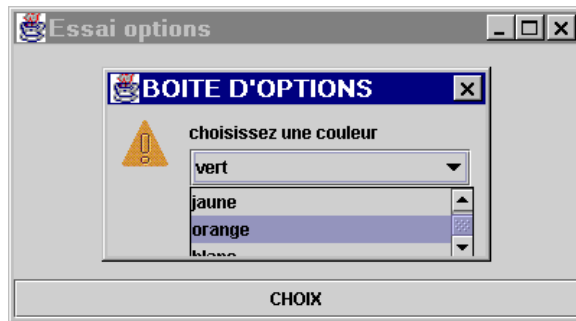 Essai options
BOITE D'OPTIONS
choisissez une couleur
vert
jaune
orange
CHOIX